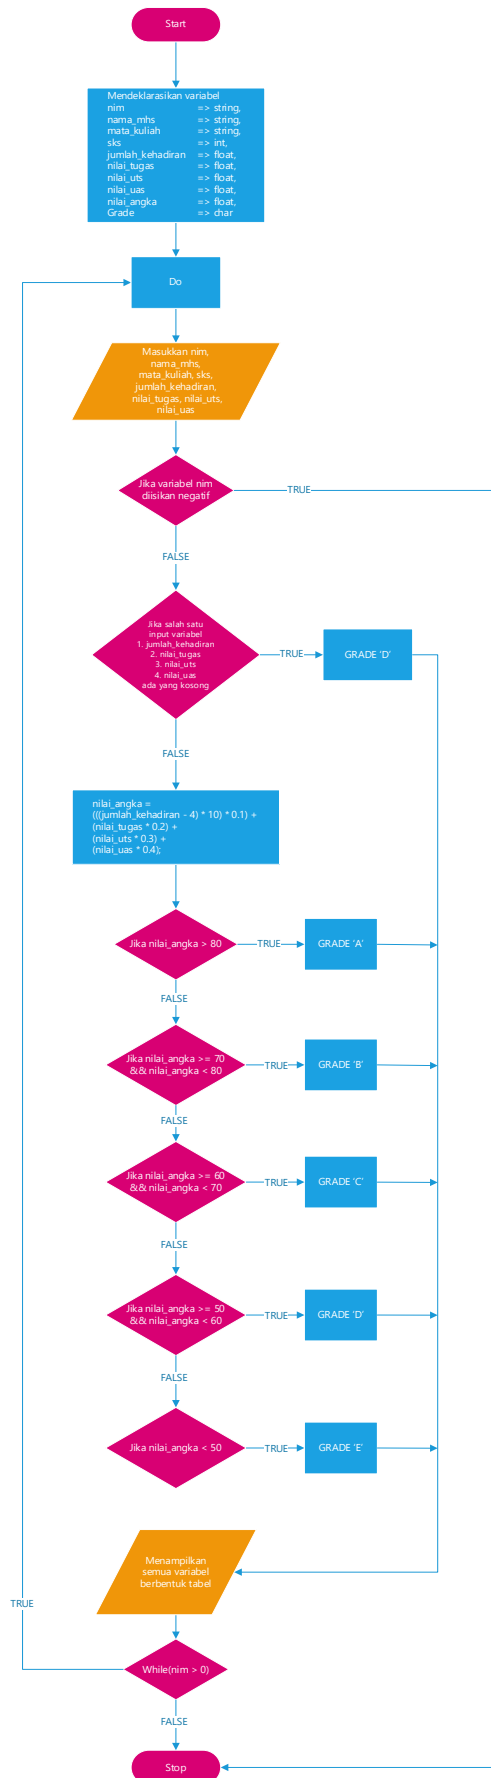 Start
Mendeklarasikan variabel
nim => string,
nama_mhs => string,
mata_kuliah => string,
sks => int,
jumlah_kehadiran => float,
nilai_tugas => float,
nilai_uts => float,
nilai_uas => float,
nilai_angka => float,
Grade => char
Do
Masukkan nim,
nama_mhs,
mata_kuliah, sks,
jumlah_kehadiran,
nilai_tugas, nilai_uts,
nilai_uas
Jika variabel nim
diisikan negatif
TRUE
FALSE
Jika salah satu
input variabel
1. jumlah_kehadiran
2. nilai_tugas
3. nilai_uts
4. nilai_uas
ada yang kosong
TRUE
GRADE 'D'
FALSE
nilai_angka =
(((jumlah_kehadiran - 4) * 10) * 0.1) +
(nilai_tugas * 0.2) +
(nilai_uts * 0.3) +
(nilai_uas * 0.4);
Jika nilai_angka > 80
TRUE
GRADE 'A'
FALSE
Jika nilai_angka >= 70
&& nilai_angka < 80
TRUE
GRADE 'B'
FALSE
Jika nilai_angka >= 60
&& nilai_angka < 70
TRUE
GRADE 'C'
FALSE
Jika nilai_angka >= 50
&& nilai_angka < 60
TRUE
GRADE 'D'
FALSE
Jika nilai_angka < 50
TRUE
GRADE 'E'
Menampilkan
semua variabel
berbentuk tabel
TRUE
While(nim > 0)
FALSE
Stop